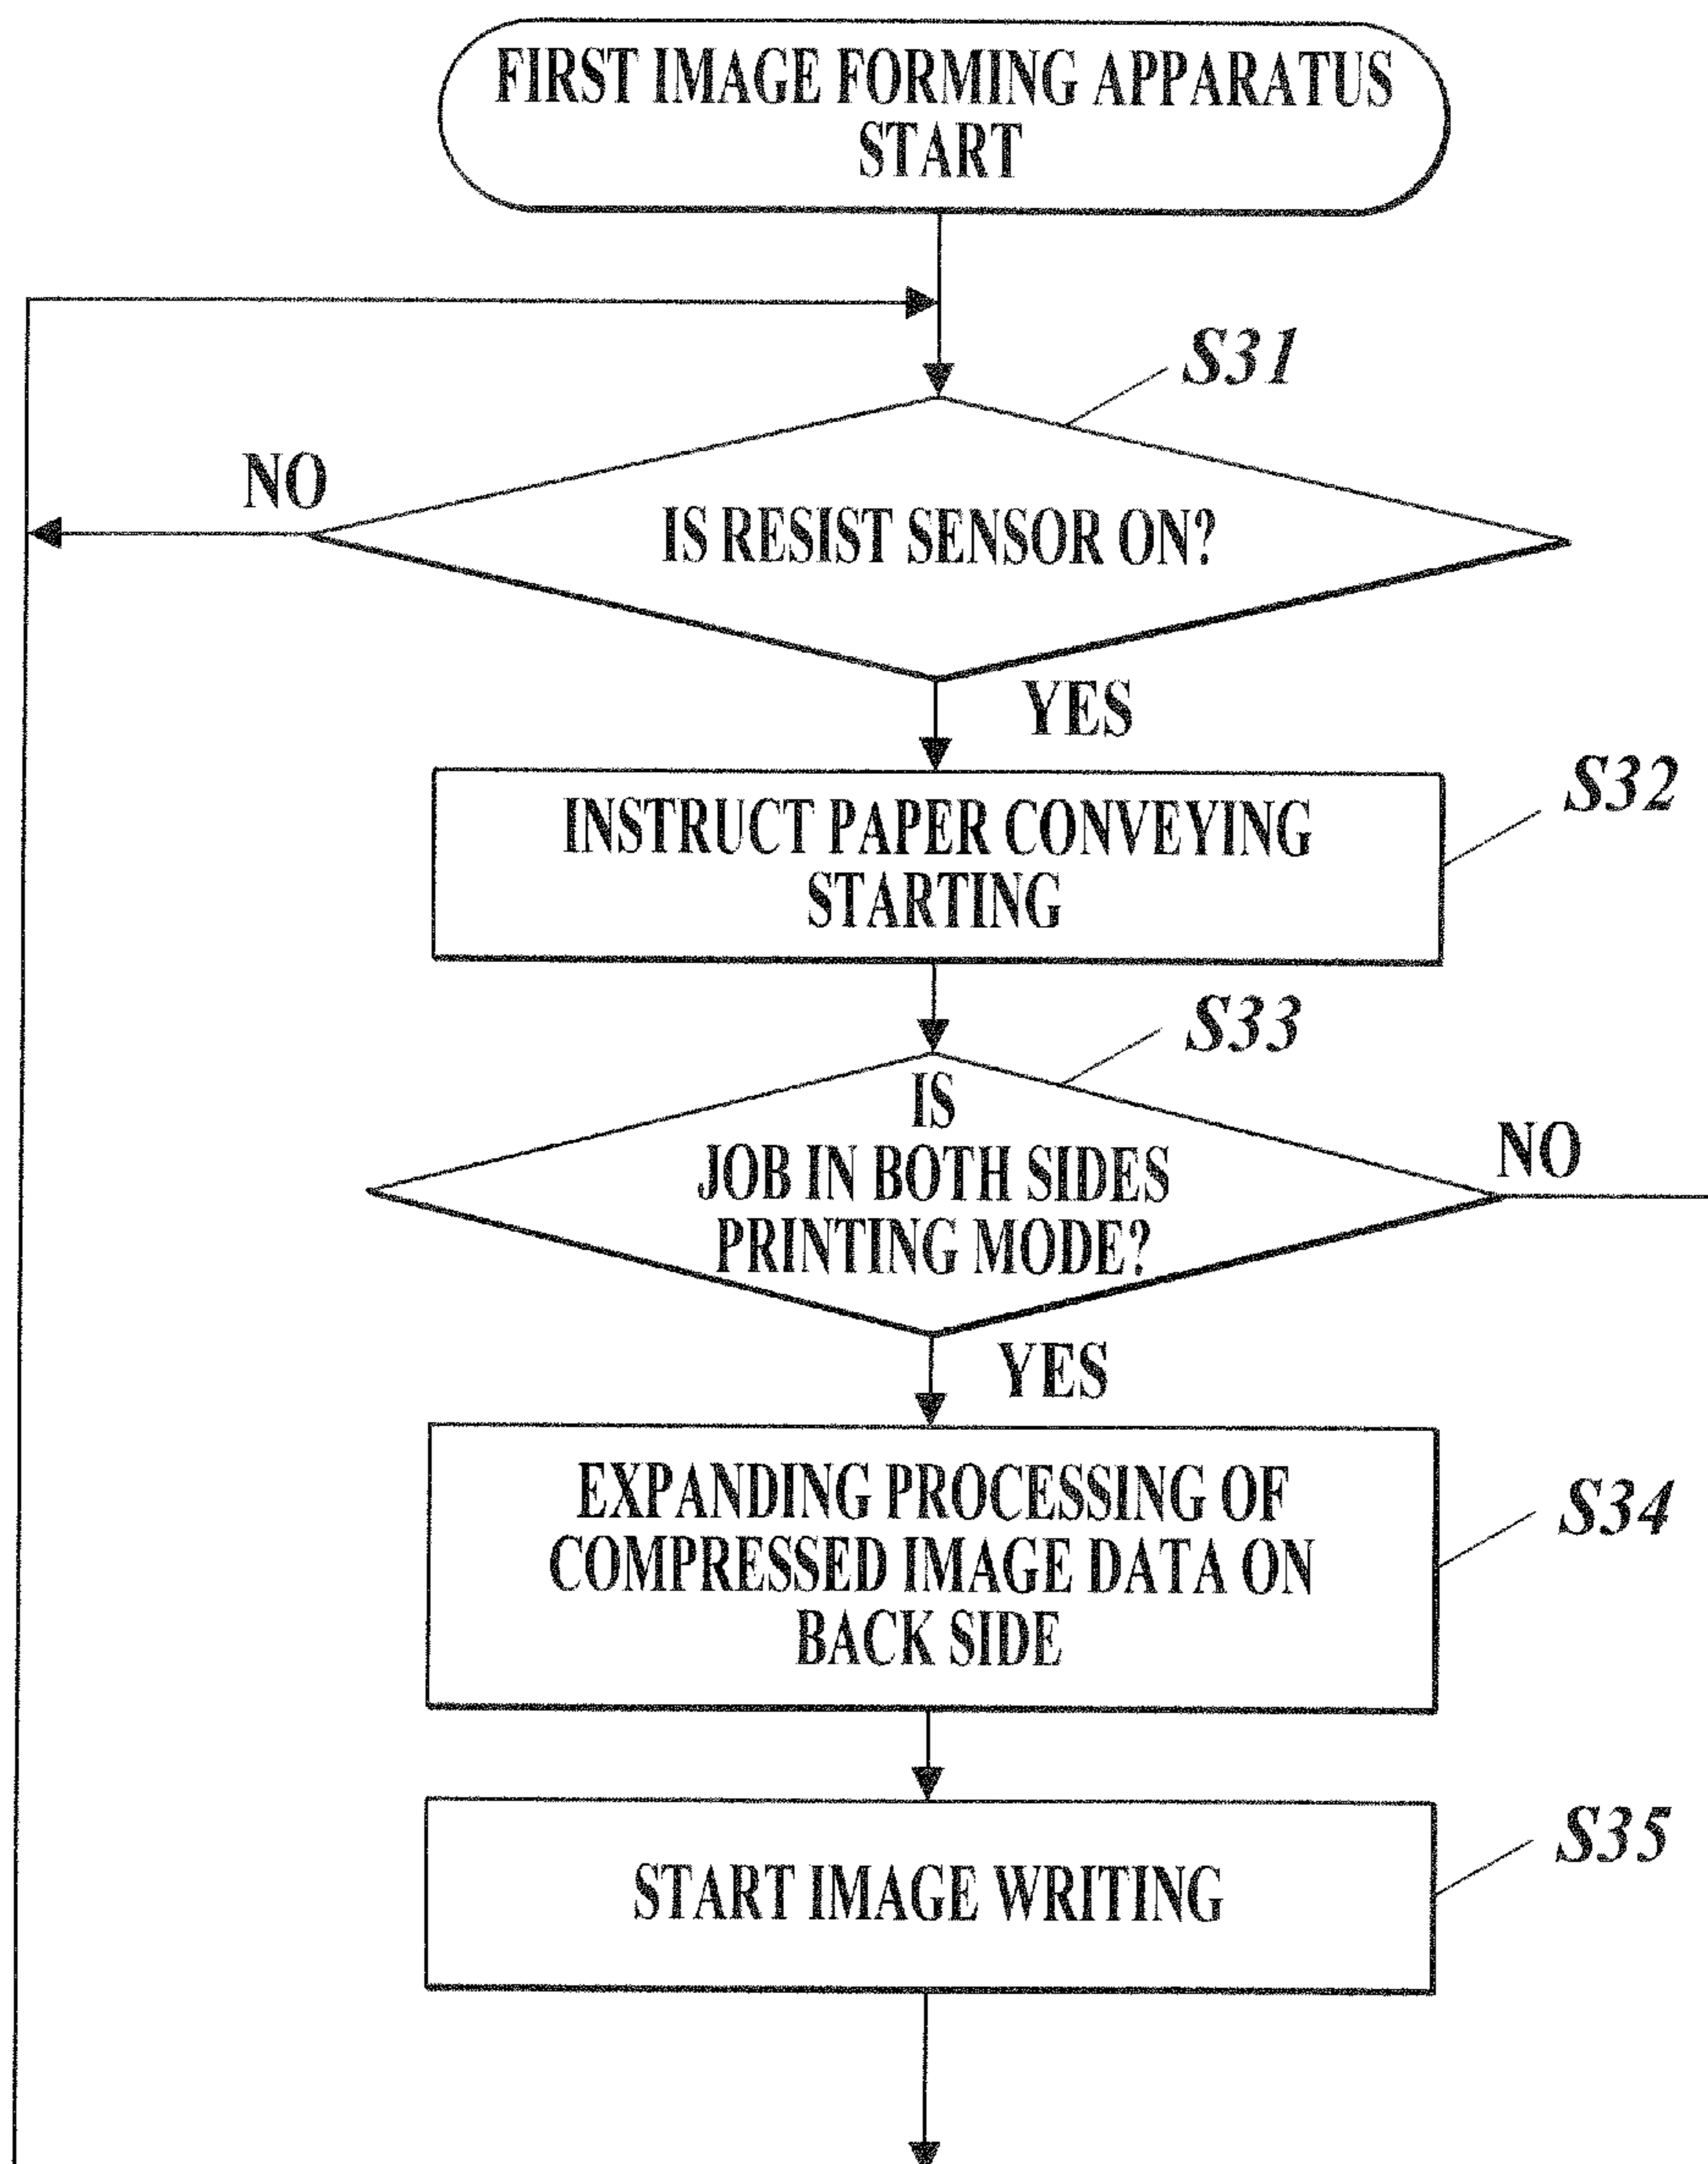 FIRST IMAGE FORMING APPARATUS
START
S31
NO
IS RESIST SENSOR ON?
YES
S32
INSTRUCT PAPER CONVEYING
STARTING
S33
IS
JOB IN BOTH SIDES
PRINTING MODE?
NO
YES
S34
EXPANDING PROCESSING OF
COMPRESSED IMAGE DATA ON
BACK SIDE
S35
START IMAGE WRITING